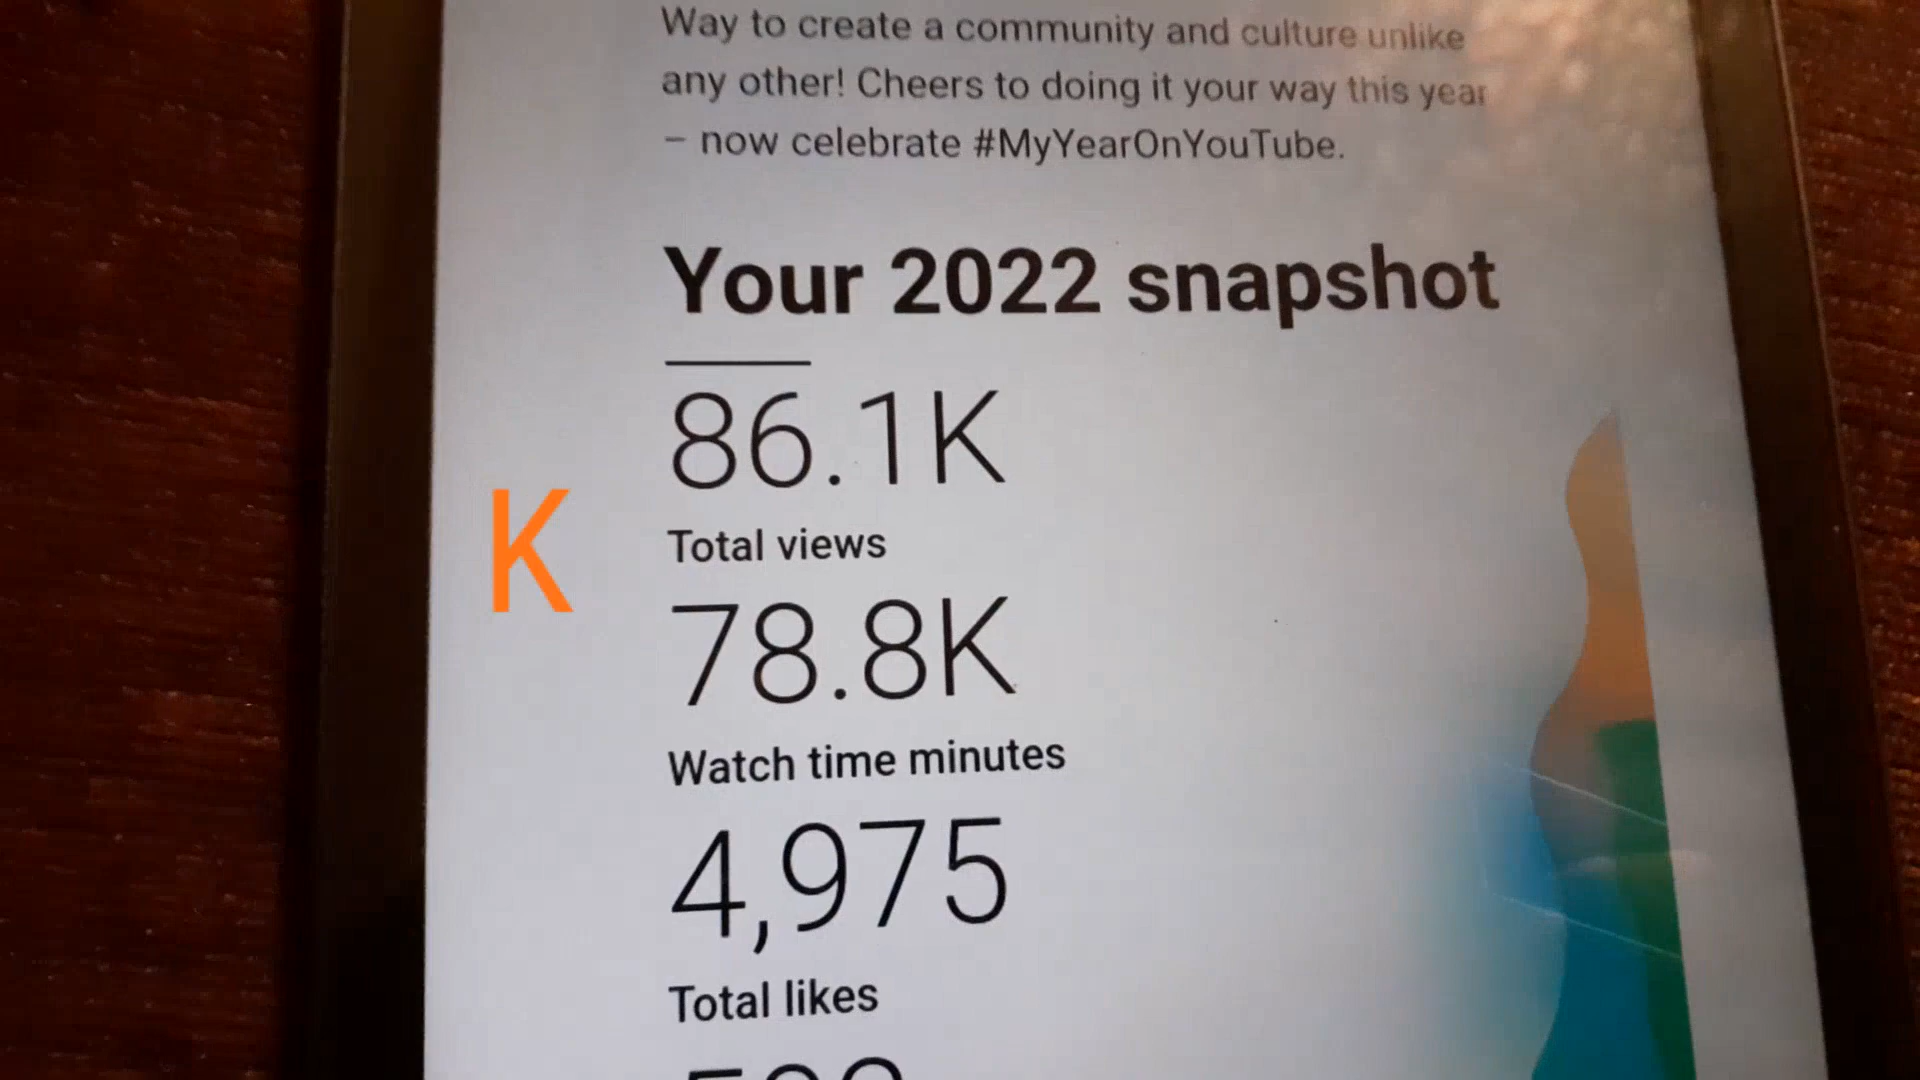 Way to create a community and culture unlike
any other! Cheers to doing it your way this year
– now celebrate #MyYearOnYouTube.
Your 2022 snapshot
86.1K
K
Total views
78.8K
Watch time minutes
4,975
Total likes